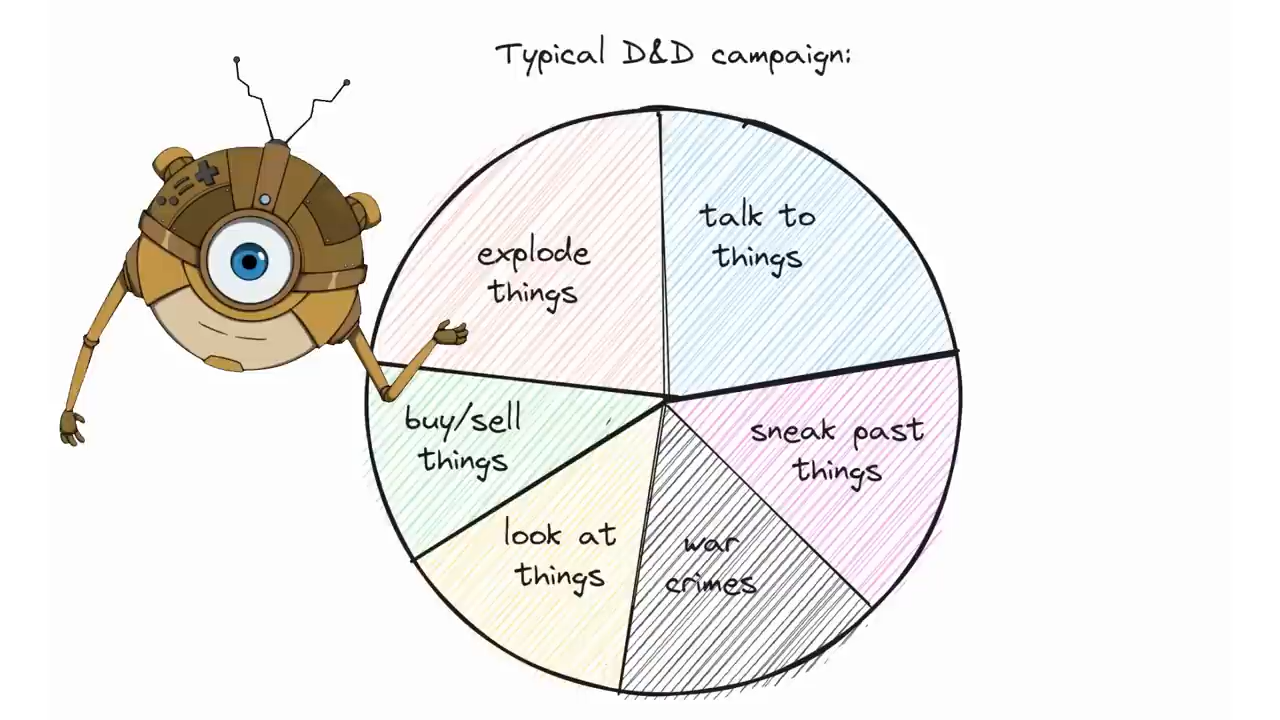 Typical D&D campaign:
explode
things
talk to
things
buy/sell
things
sneak past
things
look at
things
war
crimes